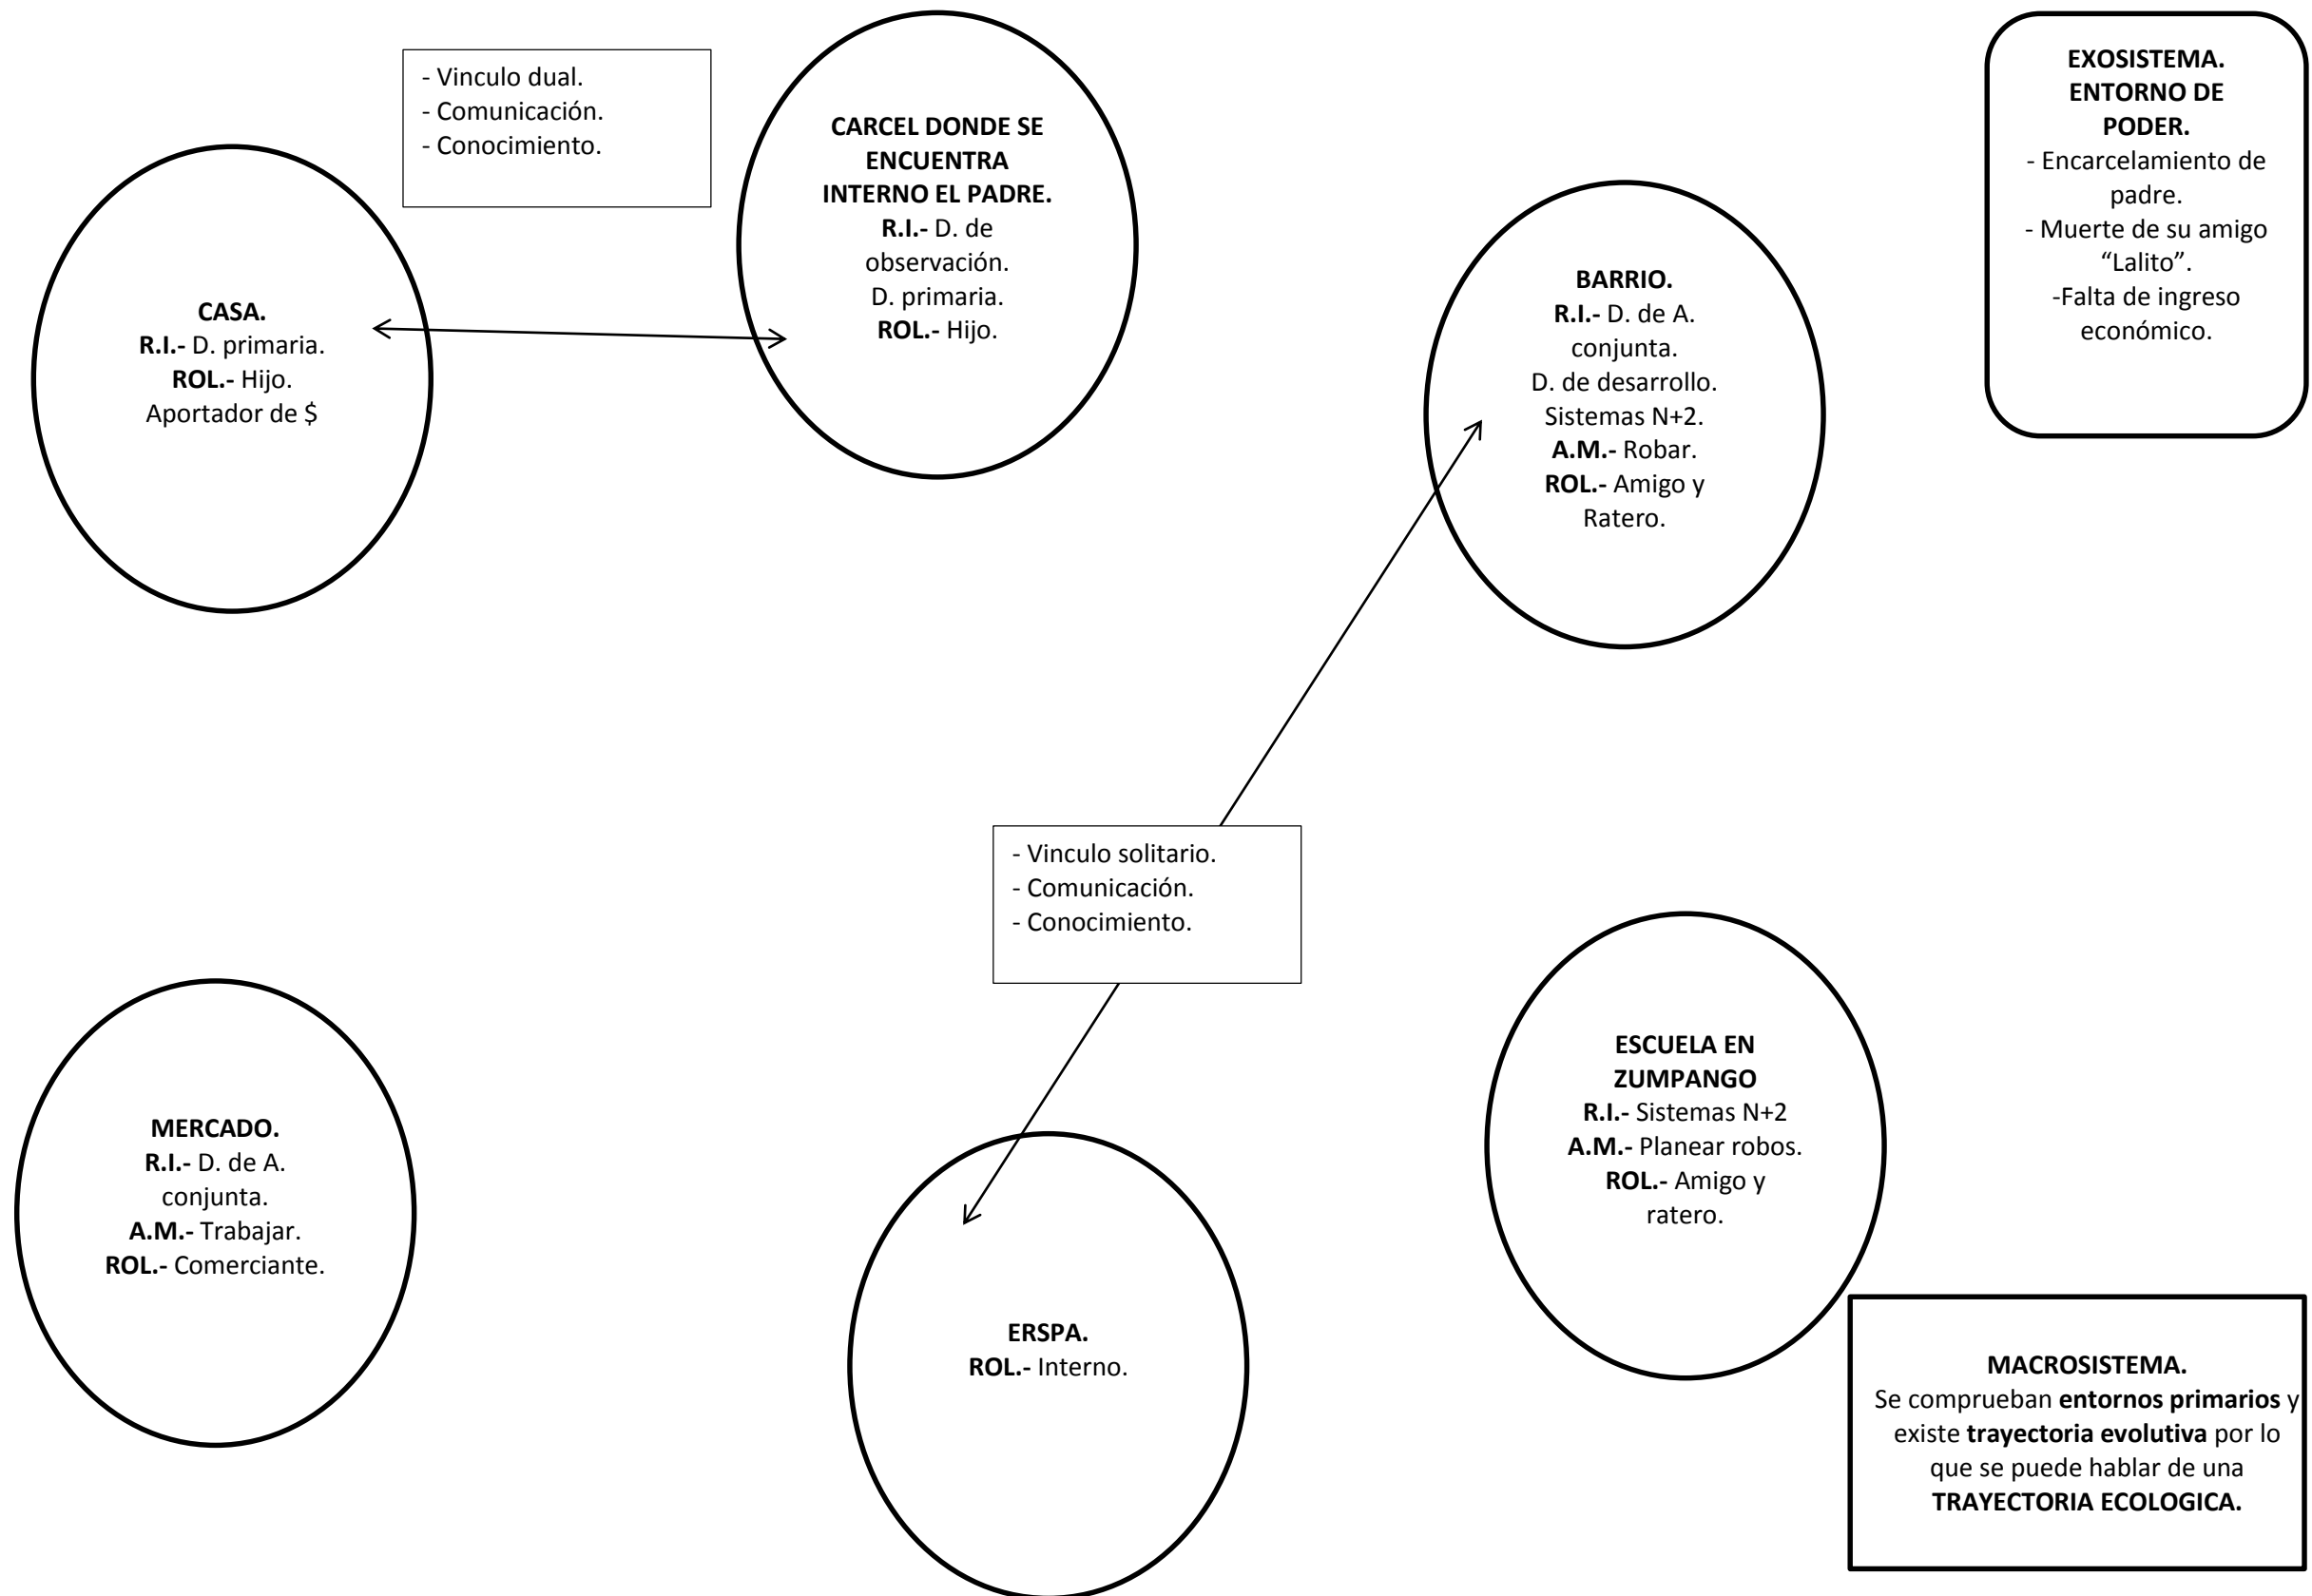 - Vinculo dual.
- Comunicación.
- Conocimiento.
CASA.
R.I.- D. primaria.
ROL.- Hijo.
Aportador de $
CARCEL DONDE SE
ENCUENTRA
INTERNO EL PADRE.
R.I.- D. de
observación.
D. primaria.
ROL.- Hijo.
BARRIO.
R.I.- D. de A.
conjunta.
D. de desarrollo.
Sistemas N+2.
A.M.- Robar.
ROL.- Amigo y
Ratero.
EXOSISTEMA.
ENTORNO DE
PODER.
- Encarcelamiento de
padre.
- Muerte de su amigo
“Lalito”.
-Falta de ingreso
económico.
- Vinculo solitario.
- Comunicación.
- Conocimiento.
MERCADO.
R.I.- D. de A.
conjunta.
A.M.- Trabajar.
ROL.- Comerciante.
ERSPA.
ROL.- Interno.
ESCUELA EN
ZUMPANGO
R.I.- Sistemas N+2
A.M.- Planear robos.
ROL.- Amigo y
ratero.
MACROSISTEMA.
Se comprueban entornos primarios y
existe trayectoria evolutiva por lo
que se puede hablar de una
TRAYECTORIA ECOLOGICA.